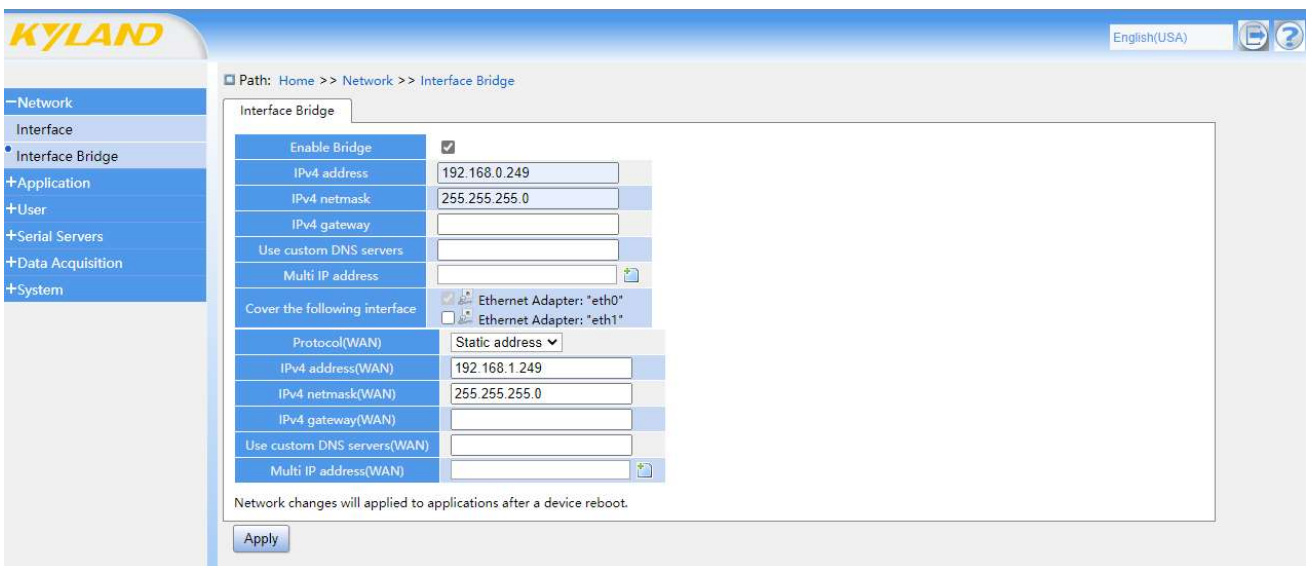 KYLAND
English(USA)
Path: Home >> Network >> Interface Bridge
−Network
Interface
Interface Bridge
+Application
+User
+Serial Servers
+Data Acquisition
+System
Interface Bridge
Enable Bridge
IPv4 address 192.168.0.249
IPv4 netmask 255.255.255.0
IPv4 gateway
Use custom DNS servers
Multi IP address
Cover the following interface
Ethernet Adapter: "eth0"
Ethernet Adapter: "eth1"
Protocol(WAN) Static address
IPv4 address(WAN) 192.168.1.249
IPv4 netmask(WAN) 255.255.255.0
IPv4 gateway(WAN)
Use custom DNS servers(WAN)
Multi IP address(WAN)
Network changes will applied to applications after a device reboot.
Apply